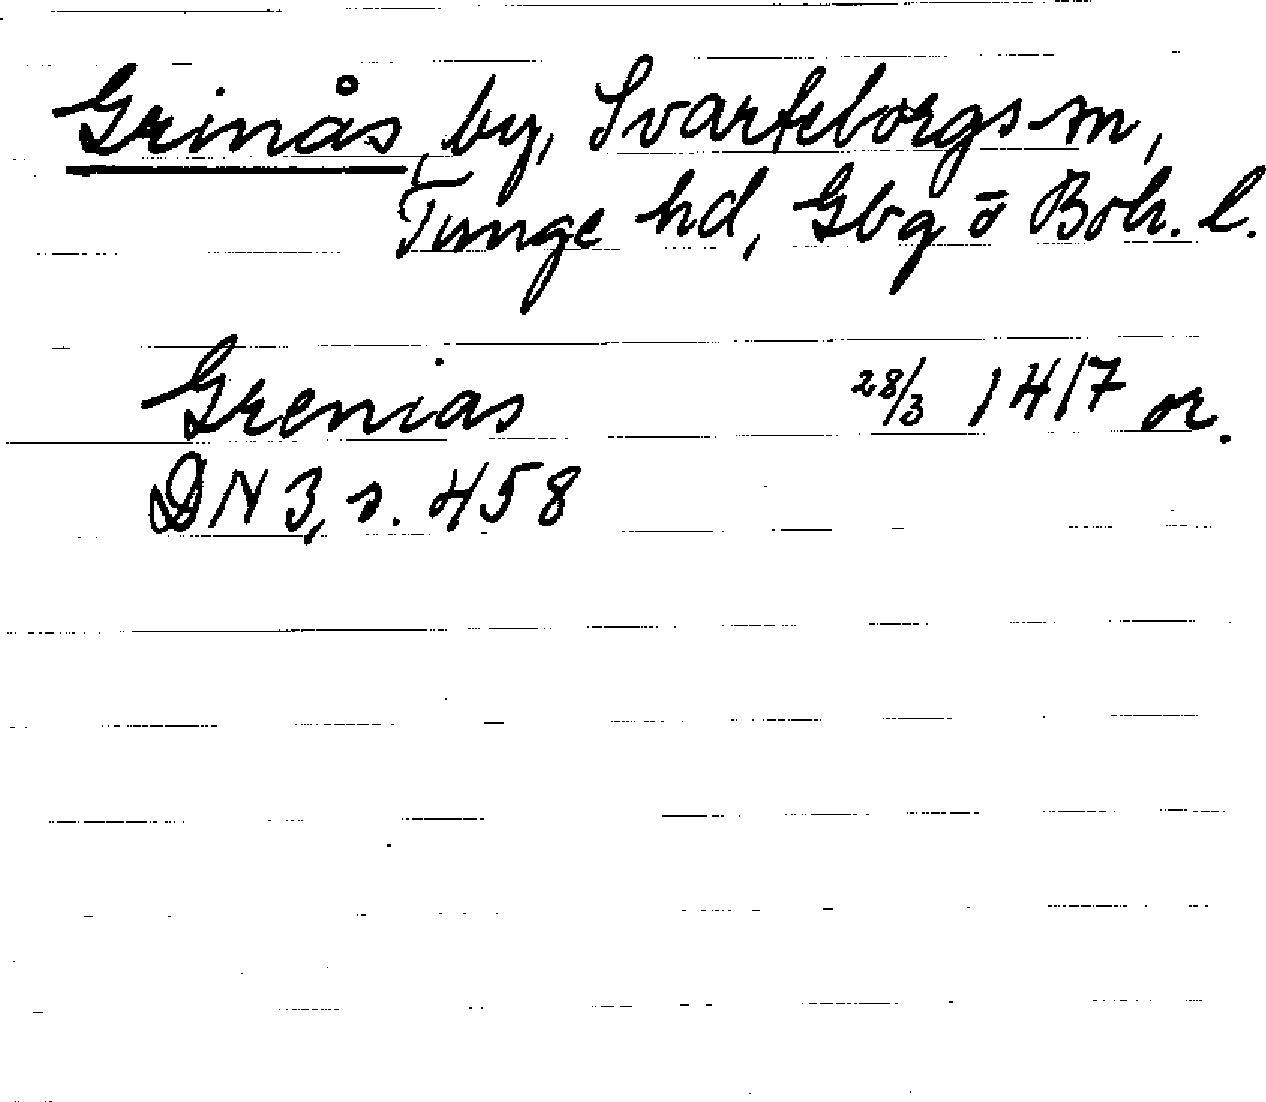 Grinås, by, Svarteborgs sn,
Tunge hd, Gbg ō Boh. l.
Grenias 28/3 1417 or.
DN 3, s. 458